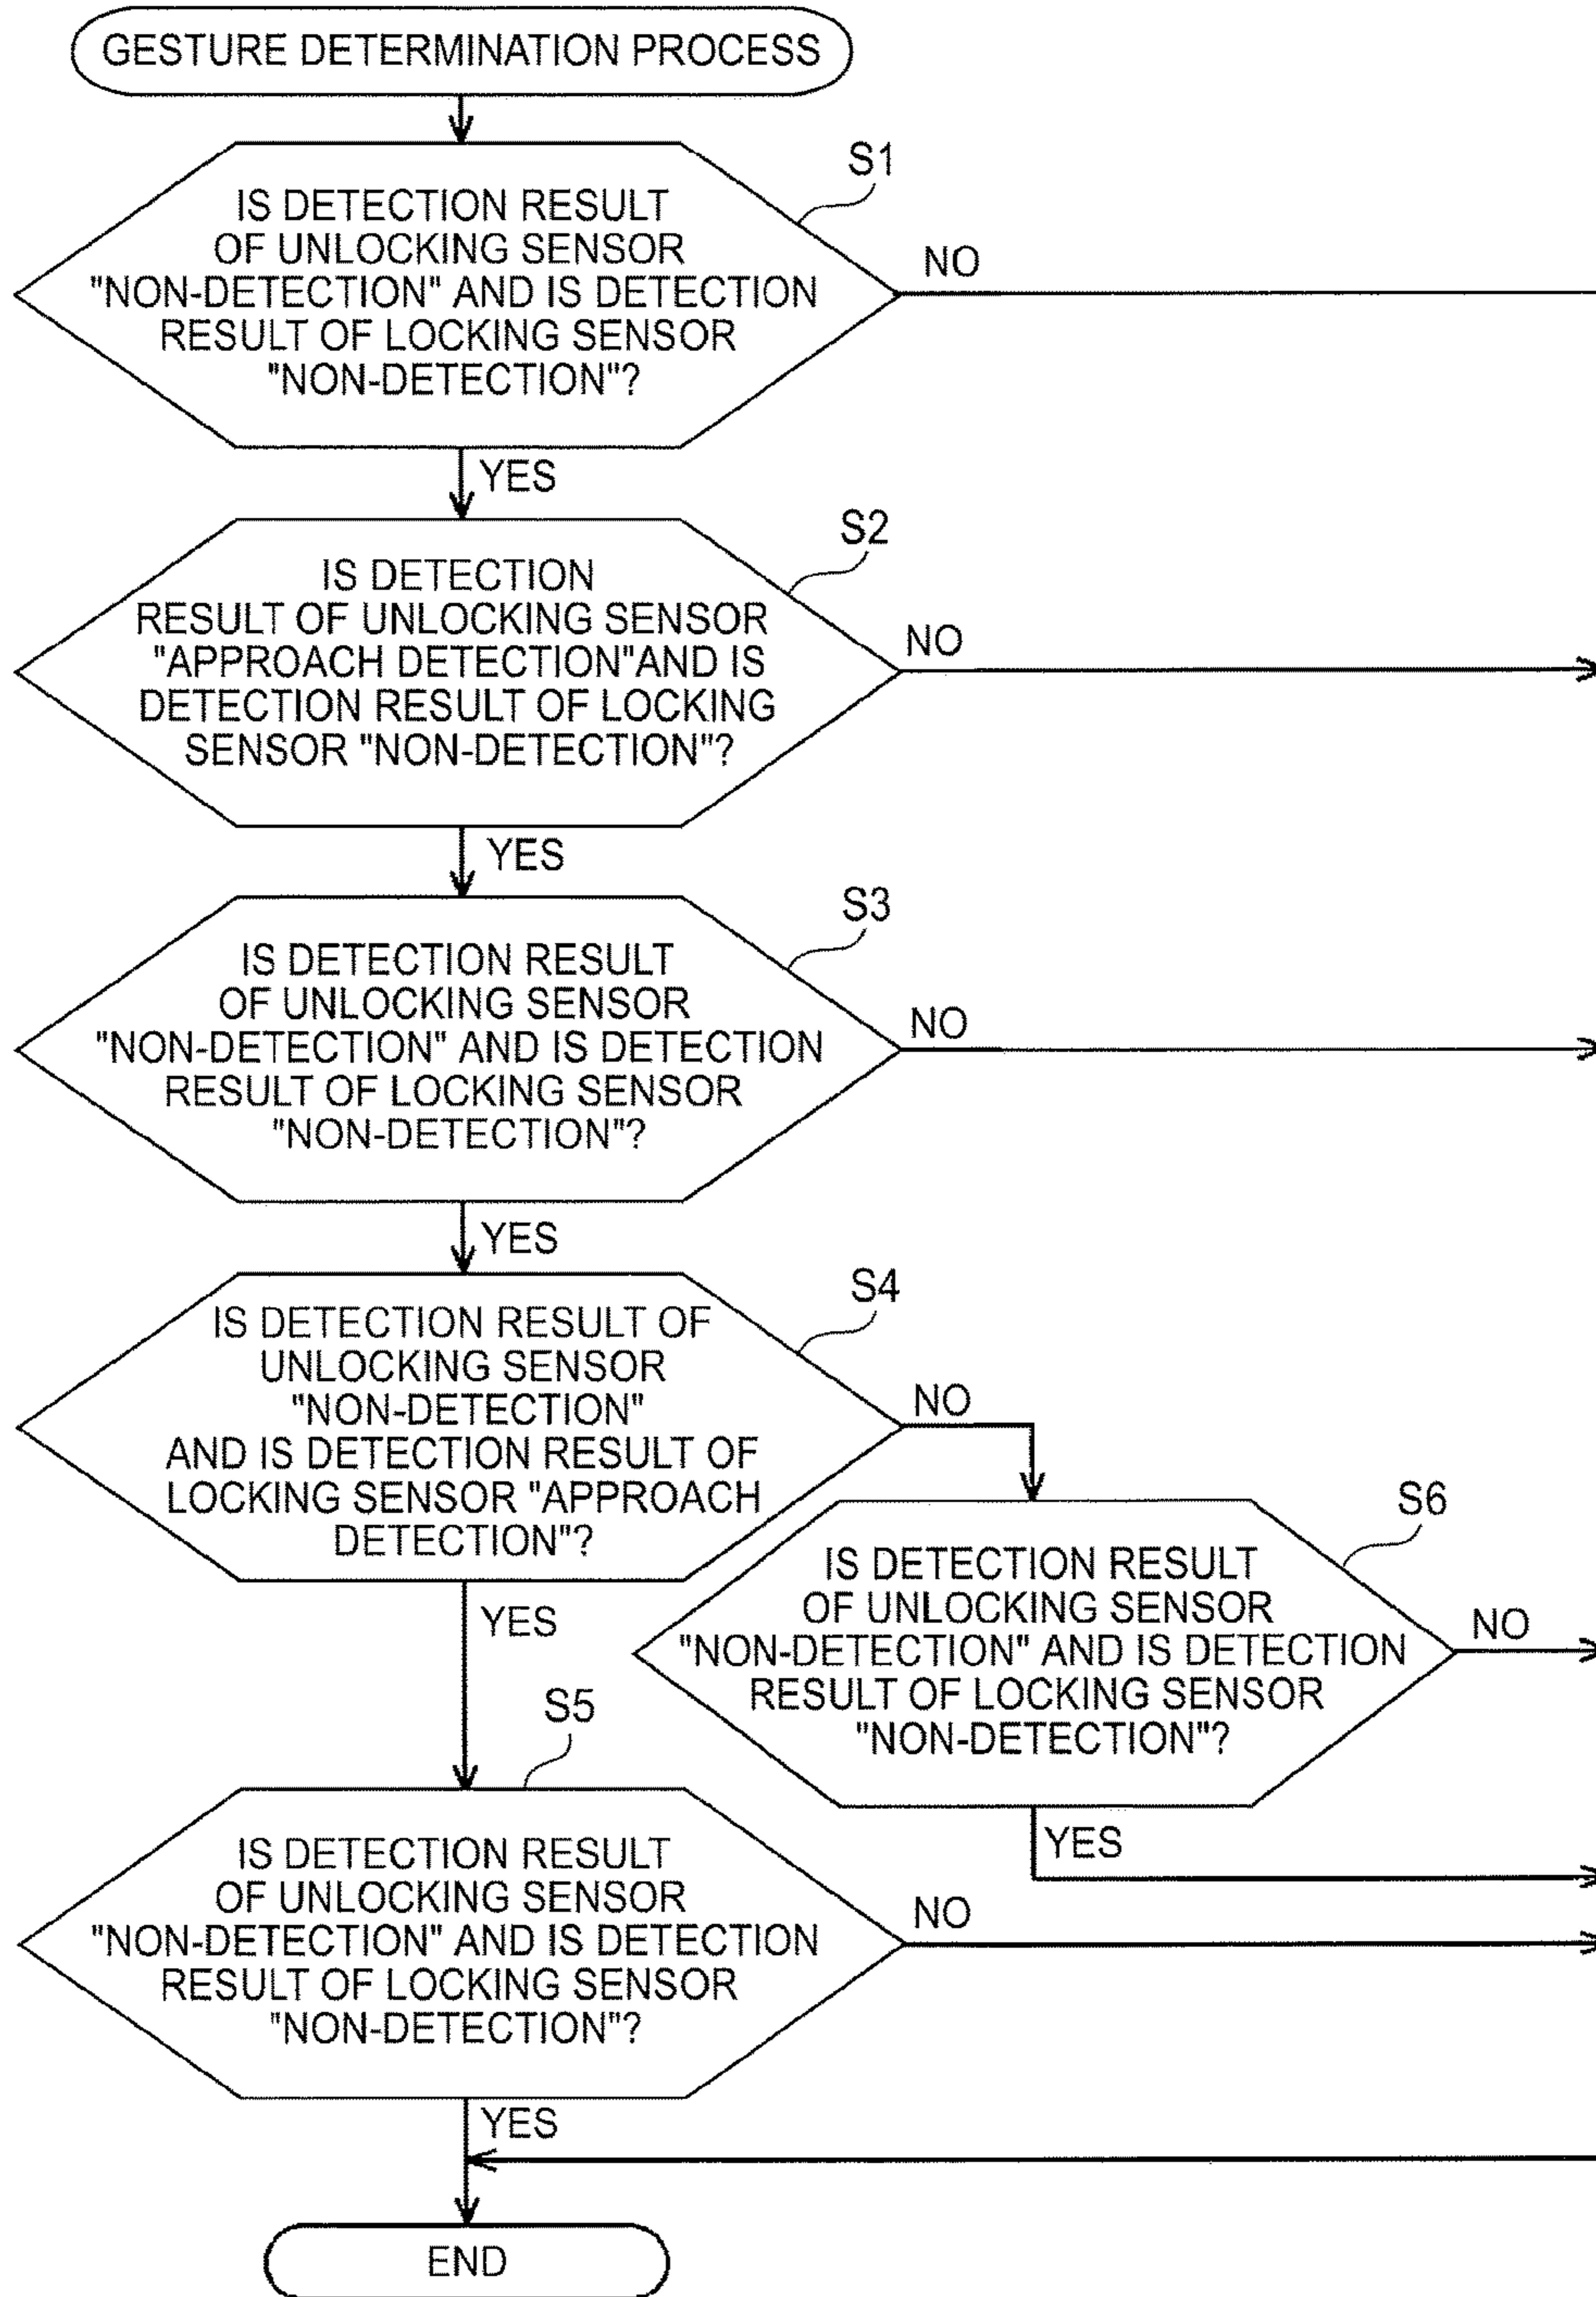 GESTURE DETERMINATION PROCESS
S1
IS DETECTION RESULT
OF UNLOCKING SENSOR
"NON-DETECTION" AND IS DETECTION
RESULT OF LOCKING SENSOR
"NON-DETECTION"?
NO
YES
S2
IS DETECTION
RESULT OF UNLOCKING SENSOR
"APPROACH DETECTION"AND IS
DETECTION RESULT OF LOCKING
SENSOR "NON-DETECTION"?
NO
YES
S3
IS DETECTION RESULT
OF UNLOCKING SENSOR
"NON-DETECTION" AND IS DETECTION
RESULT OF LOCKING SENSOR
"NON-DETECTION"?
NO
YES
S4
IS DETECTION RESULT OF
UNLOCKING SENSOR
"NON-DETECTION"
AND IS DETECTION RESULT OF
LOCKING SENSOR "APPROACH
DETECTION"?
NO
YES
S6
IS DETECTION RESULT
OF UNLOCKING SENSOR
"NON-DETECTION" AND IS DETECTION
RESULT OF LOCKING SENSOR
"NON-DETECTION"?
NO
YES
S5
IS DETECTION RESULT
OF UNLOCKING SENSOR
"NON-DETECTION" AND IS DETECTION
RESULT OF LOCKING SENSOR
"NON-DETECTION"?
NO
YES
END